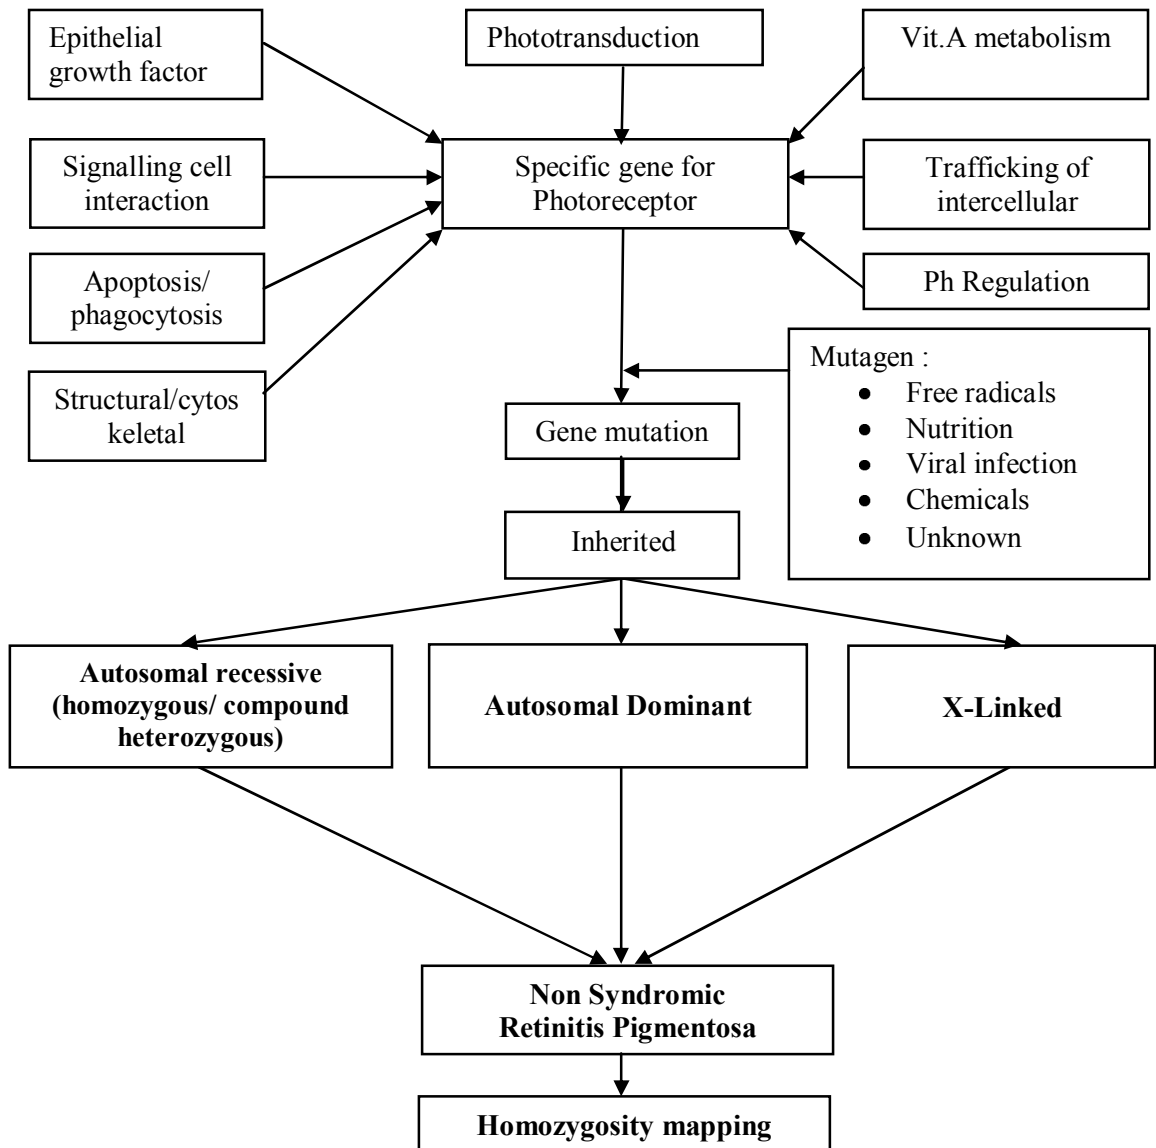 Epithelial
growth factor
Phototransduction
Vit.A metabolism
Signalling cell
interaction
Specific gene for
Photoreceptor
Trafficking of
intercellular
Apoptosis/
phagocytosis
Ph Regulation
Structural/cytos
keletal
Mutagen :
● Free radicals
● Nutrition
● Viral infection
● Chemicals
● Unknown
Gene mutation
Inherited
Autosomal recessive
(homozygous/ compound
heterozygous)
Autosomal Dominant
X-Linked
Non Syndromic
Retinitis Pigmentosa
Homozygosity mapping